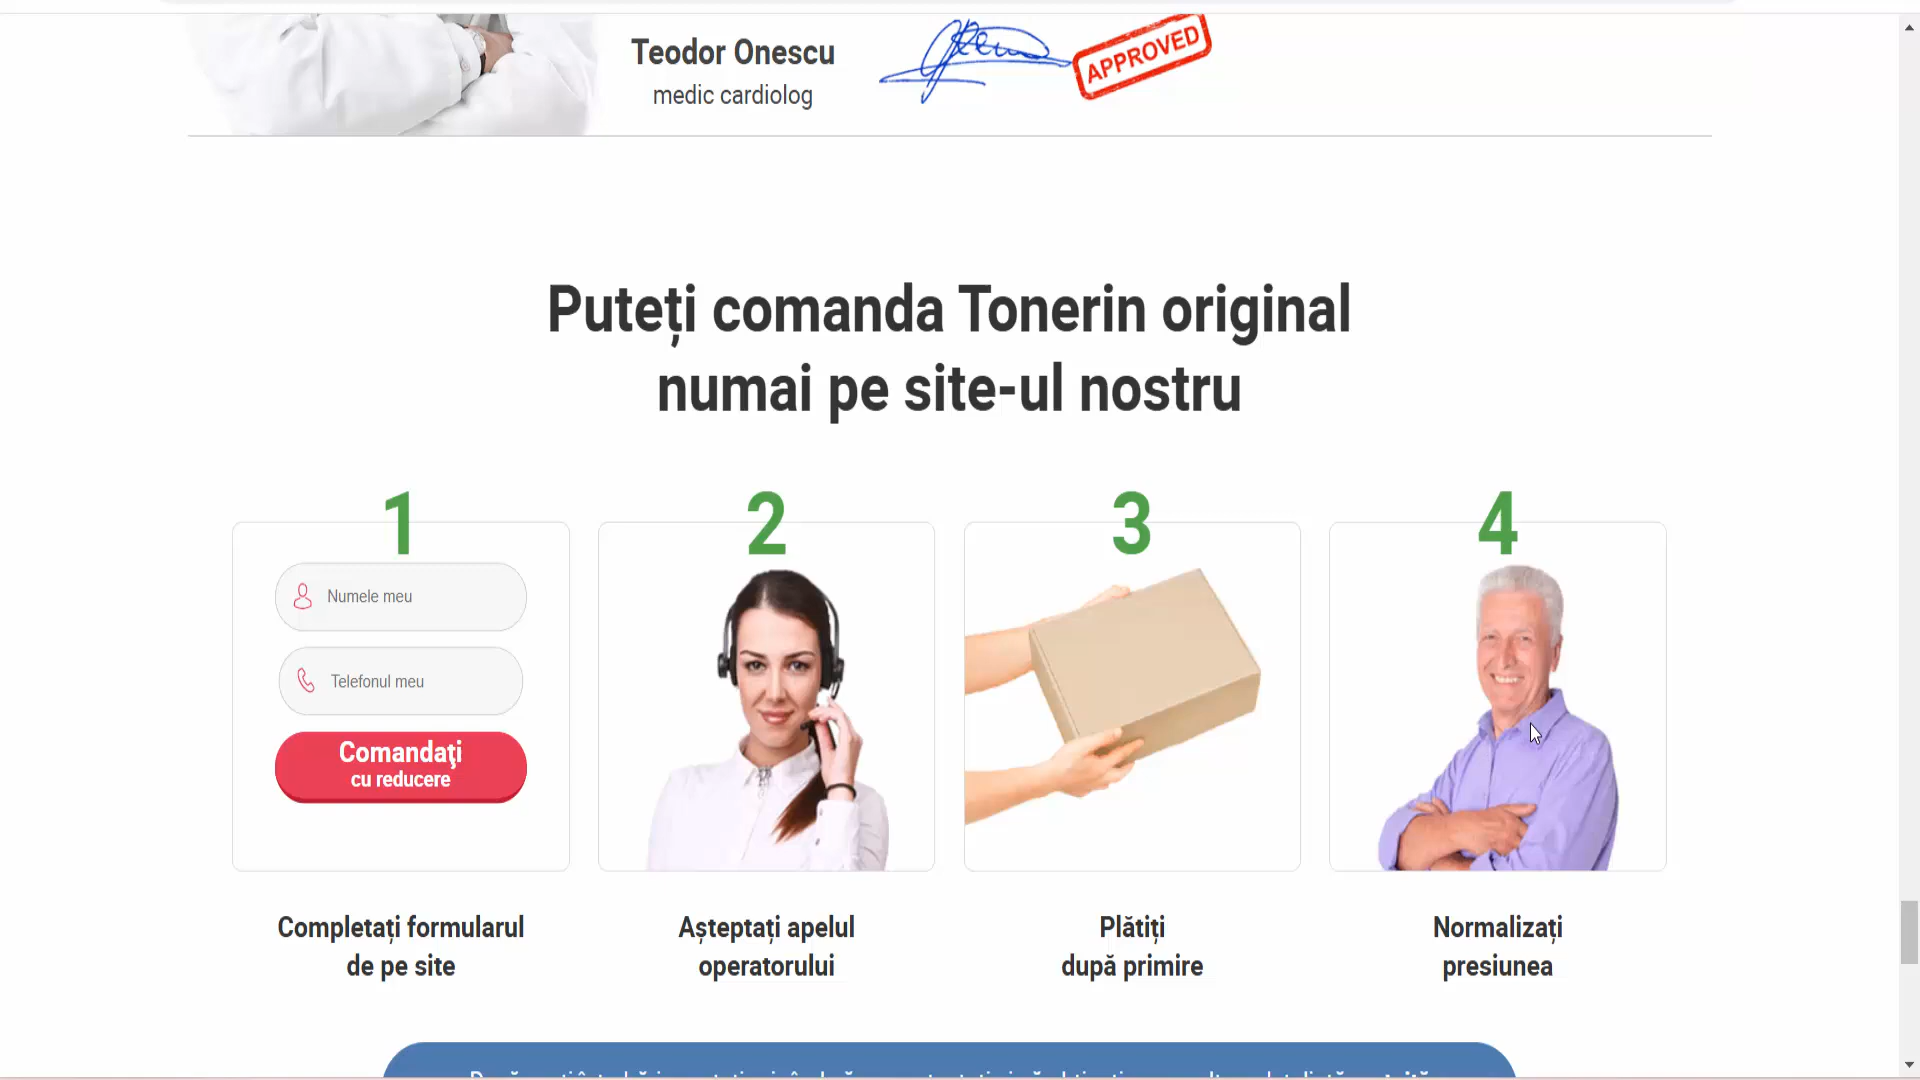 Teodor Onescu
medic cardiolog
APPROVED
Puteți comanda Tonerin original
numai pe site-ul nostru
1
2
3
4
Numele meu
Telefonul meu
Comandaţi
cu reducere
Completați formularul
de pe site
Așteptați apelul
operatorului
Plătiți
după primire
Normalizați
presiunea